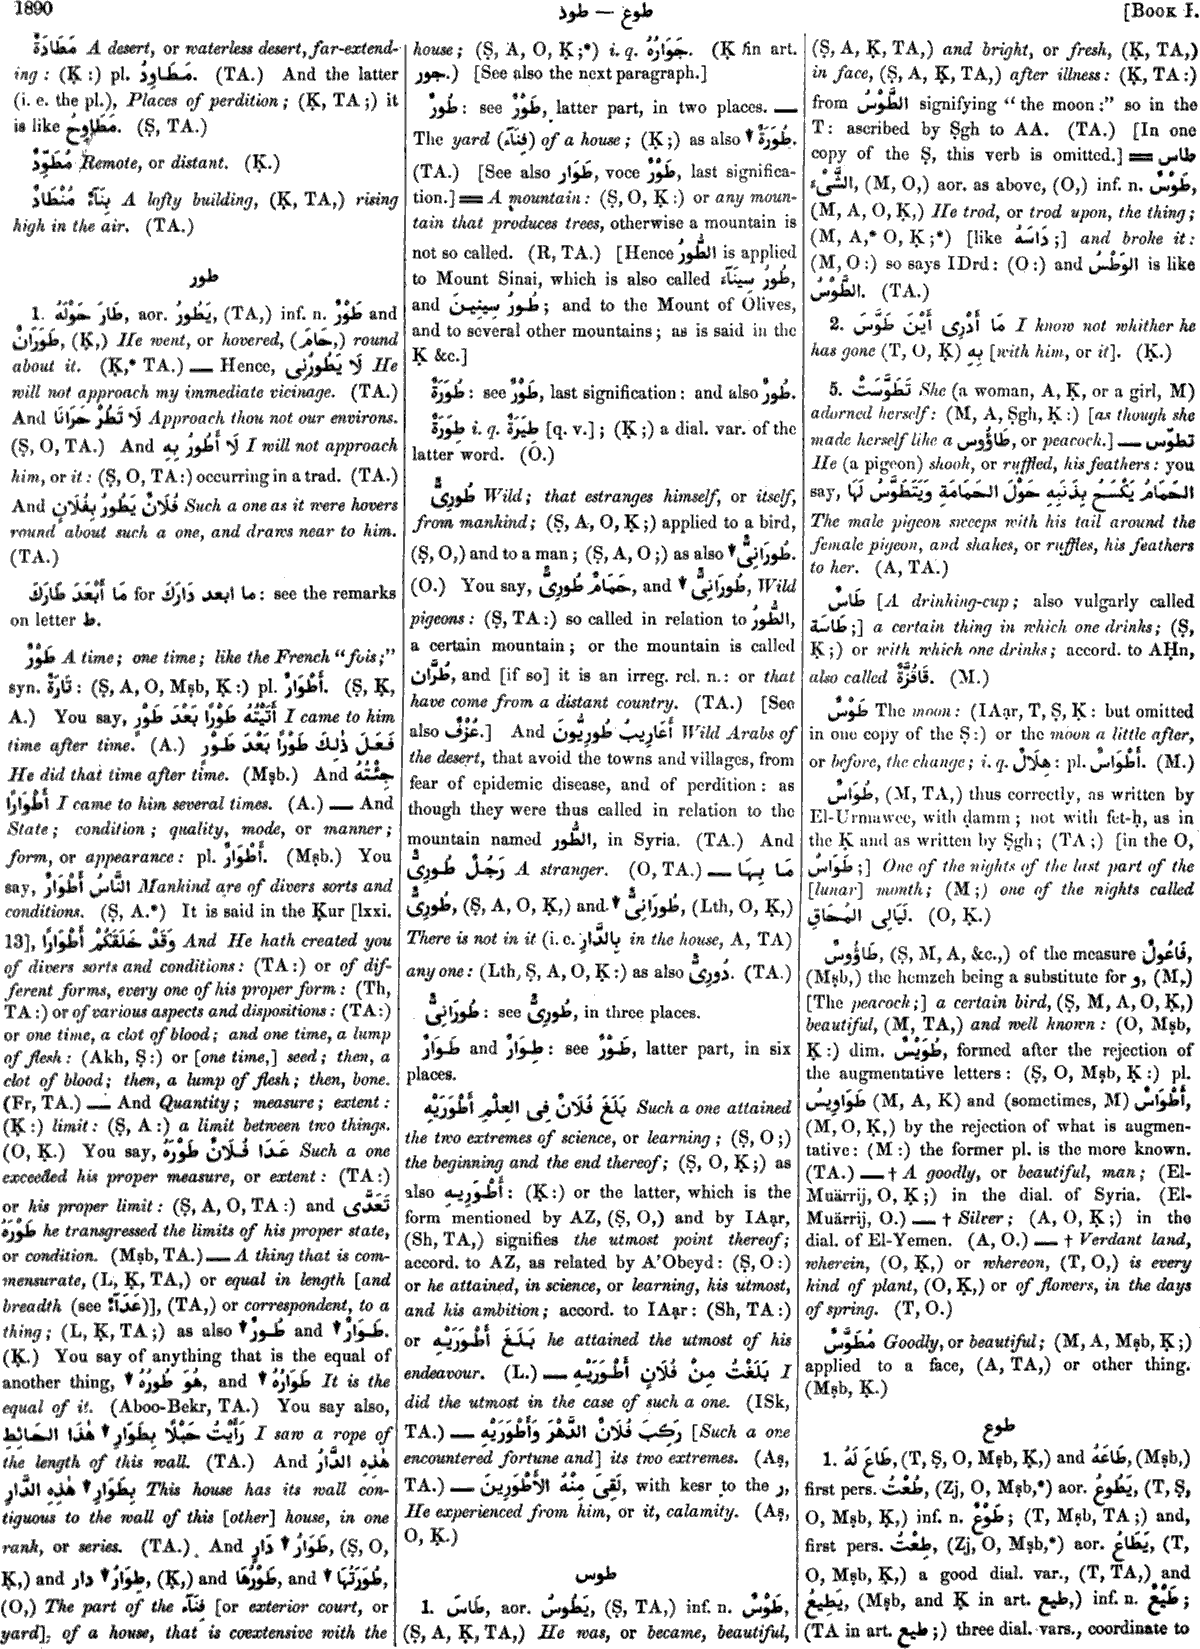 1890
طوذ — طوع
[BOOK I.
مَطَادَةٌ A desert, or waterless desert, far-extend-
ing: (Ḳ:) pl. مَطَاوِدُ. (TA.) And the latter
(i. e. the pl.), Places of perdition; (Ḳ, TA;) it
is like مَطَاوِحُ. (Ṣ, TA.)
مُطَوِّدٌ Remote, or distant. (Ḳ.)
بِنَآءٌ مُنْطَادٌ A lofty building, (Ḳ, TA,) rising
high in the air. (TA.)
طور
1. طَارَ حَوْلَهُ, aor. يَطُورُ, (TA,) inf. n. طَوْرٌ and
طَوَرَانٌ, (Ḳ,) He went, or hovered, (حَامَ,) round
about it. (Ḳ,* TA.) — Hence, لَا يَطُورُنِى He
will not approach my immediate vicinage. (TA.)
And لَا تَطُرْ حَرَانَا Approach thou not our environs.
(Ṣ, O, TA.) And لَا أَطُورُ بِهِ I will not approach
him, or it: (Ṣ, O, TA:) occurring in a trad. (TA.)
And فُلَانٌ يَطُورُ بِفُلَانٍ Such a one as it were hovers
round about such a one, and draws near to him.
(TA.)
مَا أَبْعَدَ طَارَكَ for ما ابعد دَارَكَ: see the remarks
on letter ط.
طَوْرٌ A time; one time; like the French "fois;"
syn. تَارَةٌ: (Ṣ, A, O, Mṣb, Ḳ:) pl. أَطْوَارٌ. (Ṣ, Ḳ,
A.) You say, أَتَيْتُهُ طَوْرًا بَعْدَ طَوْرٍ I came to him
time after time. (A.) فَعَلَ ذٰلِكَ طَوْرًا بَعْدَ طَوْرٍ
He did that time after time. (Mṣb.) And جِئْتُهُ
أَطْوَارًا I came to him several times. (A.) — And
State; condition; quality, mode, or manner;
form, or appearance: pl. أَطْوَارٌ. (Mṣb.) You
say, النَّاسُ أَطْوَارٌ Mankind are of divers sorts and
conditions. (Ṣ, A.*) It is said in the Ḳur [lxxi.
13], وَقَدْ خَلَقَكُمْ أَطْوَارًا And He hath created you
of divers sorts and conditions: (TA:) or of dif-
ferent forms, every one of his proper form: (Th,
TA:) or of various aspects and dispositions: (TA:)
or one time, a clot of blood; and one time, a lump
of flesh: (Akh, Ṣ:) or [one time,] seed; then, a
clot of blood; then, a lump of flesh; then, bone.
(Fr, TA.) — And Quantity; measure; extent:
(Ḳ:) limit: (Ṣ, A:) a limit between two things.
(O, Ḳ.) You say, عَدَا فُلَانٌ طَوْرَهُ Such a one
exceeded his proper measure, or extent: (TA:)
or his proper limit: (Ṣ, A, O, TA:) and تَعَدَّى
طَوْرَهُ he transgressed the limits of his proper state,
or condition. (Mṣb, TA.) — A thing that is com-
mensurate, (L, Ḳ, TA,) or equal in length [and
breadth (see عَدَآءٌ)], (TA,) or correspondent, to a
thing; (L, Ḳ, TA;) as also ↓ طُورٌ and ↓ طَوَارٌ.
(Ḳ.) You say of anything that is the equal of
another thing, ↓ هُوَ طُورُهُ, and ↓ طَوَارُهُ It is the
equal of it. (Aboo-Bekr, TA.) You say also,
رَأَيْتُ حَبْلًا بِطَوَارِ ↓ هٰذَا الحَائِطِ I saw a rope of
the length of this wall. (TA.) And هٰذِهِ الدَّارُ
بِطَوَارِ ↓ هٰذِهِ الدَّارِ This house has its wall con-
tiguous to the wall of this [other] house, in one
rank, or series. (TA.) And طَوَارُ ↓ دَارٍ, (Ṣ, O,
Ḳ,) and طِوَارُ ↓ دار, (Ḳ,) and طَوْرُهَا, and ↓ طَوْرَتُهَا,
(O,) The part of the فِنَآء [or exterior court, or
yard], of a house, that is coextensive with the
house; (Ṣ, A, O, Ḳ;*) i. q. جِوَارُهُ. (Ḳ in art.
جور.) [See also the next paragraph.]
طُورٌ: see طَوْرٌ, latter part, in two places. —
The yard (فِنَآء) of a house; (Ḳ;) as also ↓ طُورَةٌ.
(TA.) [See also طَوَار, voce طَوْرٌ, last significa-
tion.] = A mountain: (Ṣ, O, Ḳ:) or any moun-
tain that produces trees, otherwise a mountain is
not so called. (R, TA.) [Hence الطُّورُ is applied
to Mount Sinai, which is also called طُورُ سِينَآءَ,
and طُورُ سِينِينَ; and to the Mount of Olives,
and to several other mountains; as is said in the
Ḳ &c.]
طَوْرَةٌ: see طَوْرٌ, last signification: and also طُورٌ.
طُورَةٌ i. q. طِيَرَةٌ [q. v.]; (Ḳ;) a dial. var. of the
latter word. (O.)
طُورِىٌّ Wild; that estranges himself, or itself,
from mankind; (Ṣ, A, O, Ḳ;) applied to a bird,
(Ṣ, O,) and to a man; (Ṣ, A, O;) as also ↓ طُورَانِىٌّ.
(O.) You say, حَمَامٌ طُورِىٌّ, and ↓ طُورَانِىٌّ, Wild
pigeons: (Ṣ, TA:) so called in relation to الطُّورُ,
a certain mountain; or the mountain is called
طُرَّان, and [if so] it is an irreg. rel. n.: or that
have come from a distant country. (TA.) [See
also عُزْفٌ.] And أَعَارِيبُ طُورِيُّونَ Wild Arabs of
the desert, that avoid the towns and villages, from
fear of epidemic disease, and of perdition: as
though they were thus called in relation to the
mountain named الطُّور, in Syria. (TA.) And
رَجُلٌ طُورِىٌّ A stranger. (O, TA.) — مَا بِهَا
طُورِىٌّ, (Ṣ, A, O, Ḳ,) and ↓ طُورَانِىٌّ, (Lth, O, Ḳ,)
There is not in it (i. e. بِالدَّارِ in the house, A, TA)
any one: (Lth, Ṣ, A, O, Ḳ:) as also دُورِىٌّ. (TA.)
طُورَانِىٌّ: see طُورِىٌّ, in three places.
طَوَارٌ and طِوَارٌ: see طَوْرٌ, latter part, in six
places.
بَلَغَ فُلَانٌ فِى العِلْمِ أَطْوَرَيْهِ Such a one attained
the two extremes of science, or learning; (Ṣ, O;)
the beginning and the end thereof; (Ṣ, O, Ḳ;) as
also أَطْوَرِيهِ: (Ḳ:) or the latter, which is the
form mentioned by AZ, (Ṣ, O,) and by IAạr,
(Sh, TA,) signifies the utmost point thereof;
accord. to AZ, as related by A'Obeyd: (Ṣ, O:)
or he attained, in science, or learning, his utmost,
and his ambition; accord. to IAạr: (Sh, TA:)
or بَلَغَ أَطْوَرَيْهِ he attained the utmost of his
endeavour. (L.) — بَلَغْتُ مِنْ فُلَانٍ أَطْوَرَيْهِ I
did the utmost in the case of such a one. (ISk,
TA.) — رَكِبَ فُلَانٌ الدَّهْرَ وَأَطْوَرَيْهِ [Such a one
encountered fortune and] its two extremes. (Aṣ,
TA.) — لَقِىَ مِنْهُ الأَطْوَرِينَ, with kesr to the ر,
He experienced from him, or it, calamity. (Aṣ,
O, Ḳ.)
طوس
1. طَاسَ, aor. يَطُوسُ, (Ṣ, TA,) inf. n. طَوْسٌ,
(Ṣ, A, Ḳ, TA,) He was, or became, beautiful,
(Ṣ, A, Ḳ, TA,) and bright, or fresh, (Ḳ, TA,)
in face, (Ṣ, A, Ḳ, TA,) after illness: (Ḳ, TA:)
from الطَّوْسُ signifying "the moon:" so in the
T: ascribed by Ṣgh to AA. (TA.) [In one
copy of the Ṣ, this verb is omitted.] = طاس
الشَّىْءَ, (M, O,) aor. as above, (O,) inf. n. طَوْسٌ,
(M, A, O, Ḳ,) He trod, or trod upon, the thing;
(M, A,* O, Ḳ;*) [like دَاسَهُ;] and broke it:
(M, O:) so says IDrd: (O:) and الوَطْسُ is like
الطَّوْسُ. (TA.)
2. مَا أَدْرِى أَيْنَ طَوَّسَ I know not whither he
has gone (T, O, Ḳ) بِهِ [with him, or it]. (Ḳ.)
5. تَطَوَّسَتْ She (a woman, A, Ḳ, or a girl, M)
adorned herself: (M, A, Ṣgh, Ḳ:) [as though she
made herself like a طَاؤُوس, or peacock.] — تطوّس
He (a pigeon) shook, or ruffled, his feathers: you
say, الحَمَامُ يَكْسَحُ بِذَنَبِهِ حَوْلَ الحَمَامَةِ وَيَتَطَوَّسُ لَهَا
The male pigeon sweeps with his tail around the
female pigeon, and shakes, or ruffles, his feathers
to her. (A, TA.)
طَاسٌ [A drinking-cup; also vulgarly called
طَاسَة;] a certain thing in which one drinks; (Ṣ,
Ḳ;) or with which one drinks; accord. to AḤn,
also called قَاقُزَّةٌ. (M.)
طَوْسٌ The moon: (IAạr, T, Ṣ, Ḳ: but omitted
in one copy of the Ṣ:) or the moon a little after,
or before, the change; i. q. هِلَالٌ: pl. أَطْوَاسٌ. (M.)
طُوَاسٌ, (M, TA,) thus correctly, as written by
El-Urmawee, with ḍamm; not with fet-ḥ, as in
the Ḳ and as written by Ṣgh; (TA;) [in the O,
طَوَاسٌ;] One of the nights of the last part of the
[lunar] month; (M;) one of the nights called
لَيَالِى المُحَاقِ. (O, Ḳ.)
طَاؤُوسٌ, (Ṣ, M, A, &c.,) of the measure فَاعُولٌ,
(Mṣb,) the hemzeh being a substitute for و, (M,)
[The peacock;] a certain bird, (Ṣ, M, A, O, Ḳ,)
beautiful, (M, TA,) and well known: (O, Mṣb,
Ḳ:) dim. طُوَيْسٌ, formed after the rejection of
the augmentative letters: (Ṣ, O, Mṣb, Ḳ:) pl.
طَوَاوِيسُ (M, A, K) and (sometimes, M) أَطْوَاسٌ,
(M, O, Ḳ,) by the rejection of what is augmen-
tative: (M:) the former pl. is the more known.
(TA.) — † A goodly, or beautiful, man; (El-
Muärrij, O, Ḳ;) in the dial. of Syria. (El-
Muärrij, O.) — † Silver; (A, O, Ḳ;) in the
dial. of El-Yemen. (A, O.) — † Verdant land,
wherein, (O, Ḳ,) or whereon, (T, O,) is every
kind of plant, (O, Ḳ,) or of flowers, in the days
of spring. (T, O.)
مُطَوَّسٌ Goodly, or beautiful; (M, A, Mṣb, Ḳ;)
applied to a face, (A, TA,) or other thing.
(Mṣb, Ḳ.)
طوع
1. طَاعَ لَهُ, (T, Ṣ, O, Mṣb, Ḳ,) and طَاعَهُ, (Mṣb,)
first pers. طُعْتُ, (Zj, O, Mṣb,*) aor. يَطُوعُ, (T, Ṣ,
O, Mṣb, Ḳ,) inf. n. طَوْعٌ; (T, Mṣb, TA;) and,
first pers. طِعْتُ, (Zj, O, Mṣb,*) aor. يَطَاعُ, (T,
O, Mṣb, Ḳ,) a good dial. var., (T, TA,) and
يَطِيعُ, (Mṣb, and Ḳ in art. طيع,) inf. n. طَيْعٌ;
(TA in art. طيع;) three dial. vars., coordinate to